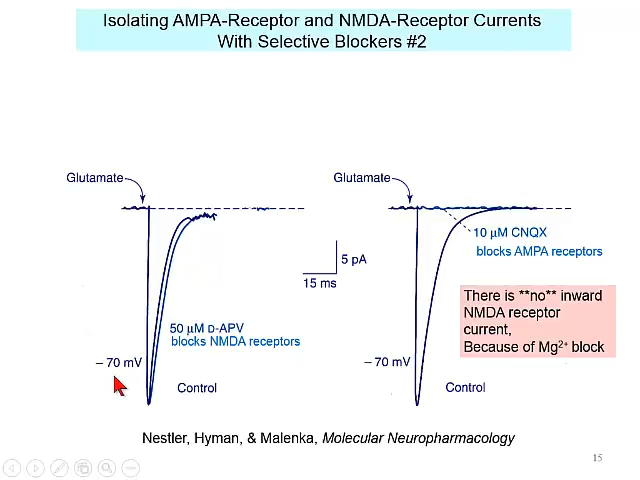 Isolating AMPA-Receptor and NMDA-Receptor Currents
With Selective Blockers #2
Glutamate
50 μM D-APV
blocks NMDA receptors
– 70 mV
Control
5 pA
15 ms
Glutamate
10 μM CNQX
blocks AMPA receptors
There is **no** inward
NMDA receptor
current,
Because of Mg²⁺ block
– 70 mV
Control
Nestler, Hyman, & Malenka, Molecular Neuropharmacology
15